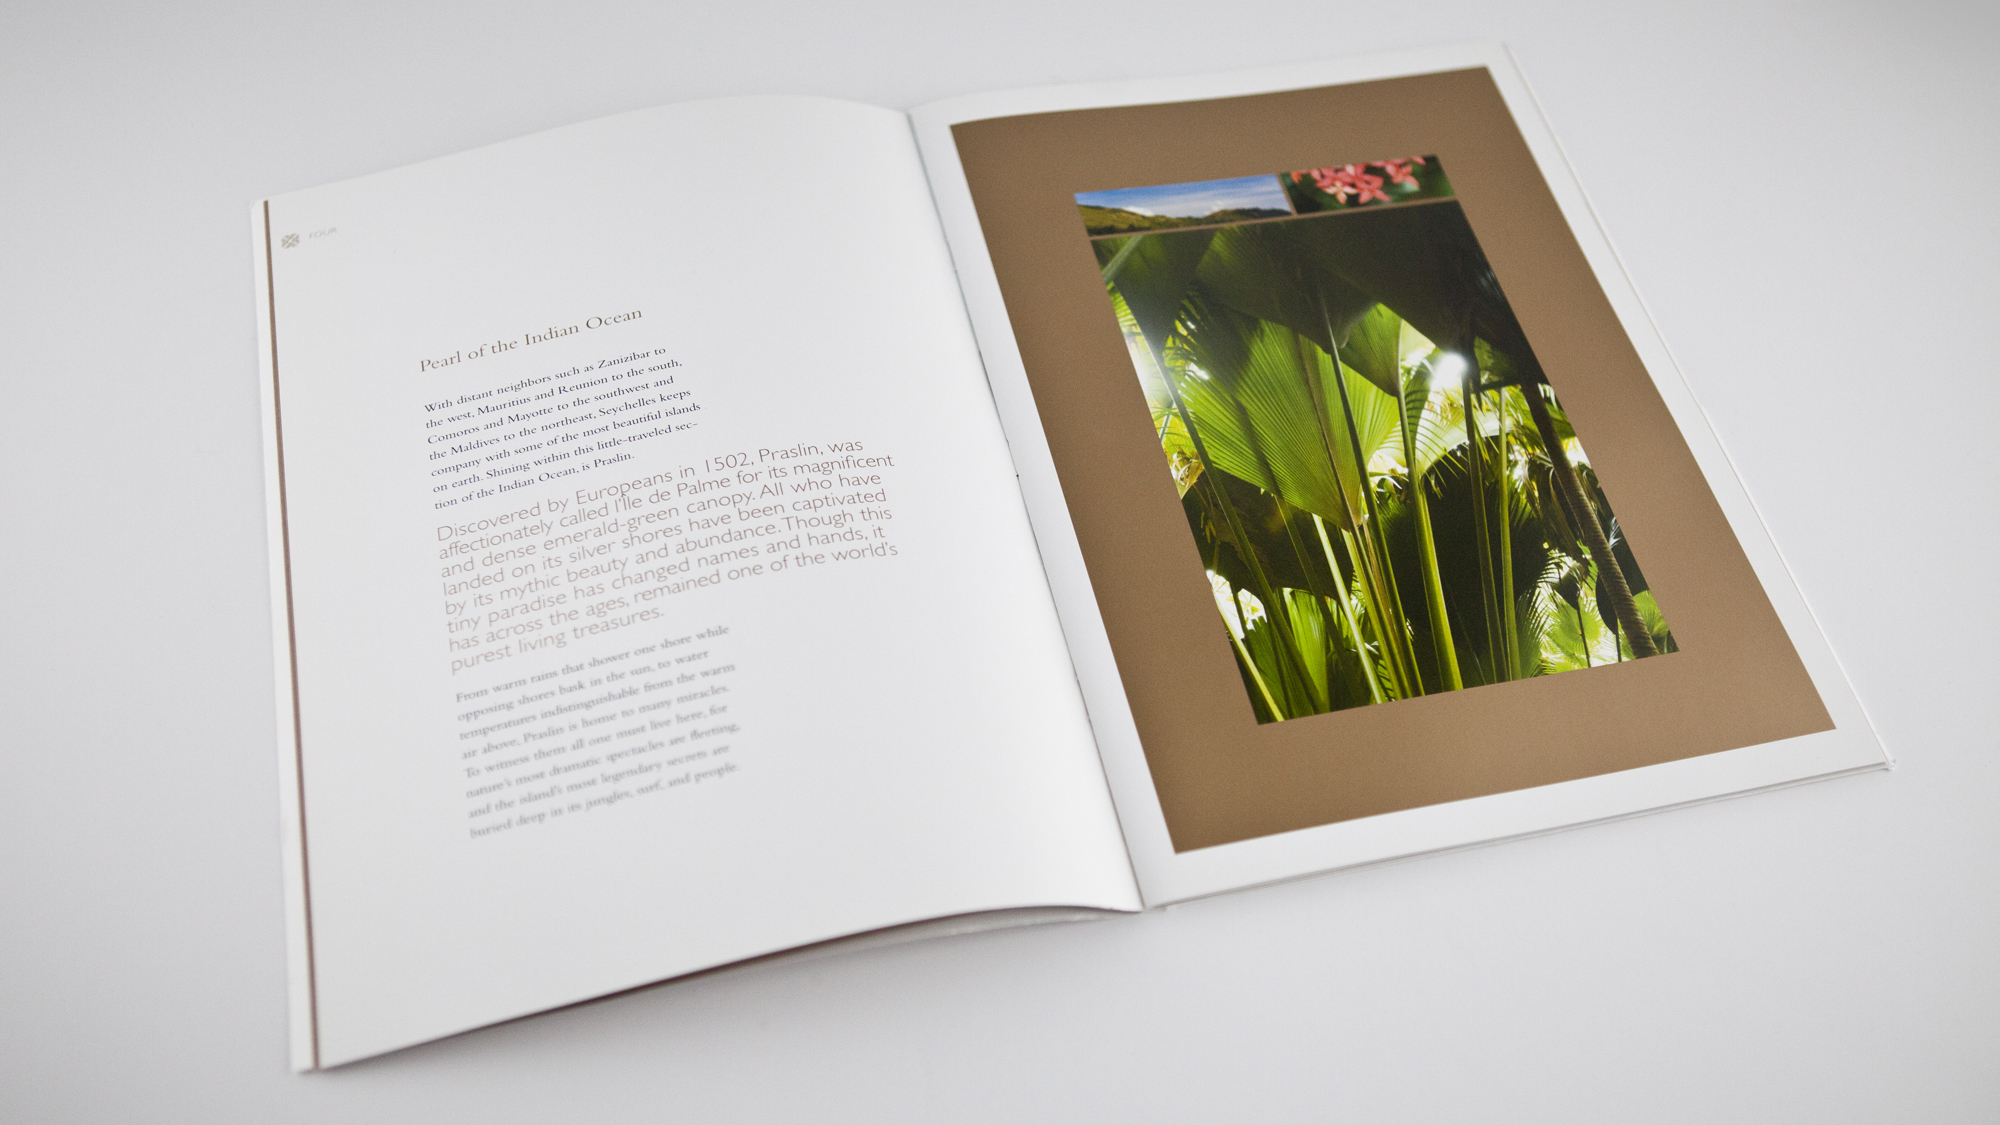 FOUR
Pearl of the Indian Ocean
With distant neighbors such as Zanizibar to
the west, Mauritius and Reunion to the south,
Comoros and Mayotte to the southwest and
the Maldives to the northeast, Seychelles keeps
company with some of the most beautiful islands
on earth. Shining within this little-traveled sec-
tion of the Indian Ocean, is Praslin.
Discovered by Europeans in 1502, Praslin, was
affectionately called l'Île de Palme for its magnificent
and dense emerald-green canopy. All who have
landed on its silver shores have been captivated
by its mythic beauty and abundance. Though this
tiny paradise has changed names and hands, it
has across the ages, remained one of the world's
purest living treasures.
From warm rains that shower one shore while
opposing shores bask in the sun, to water
temperatures indistinguishable from the warm
air above, Praslin is home to many miracles.
To witness them all one must live here, for
nature's most dramatic spectacles are fleeting,
and the island's most legendary secrets are
buried deep in its jungles, surf, and people.